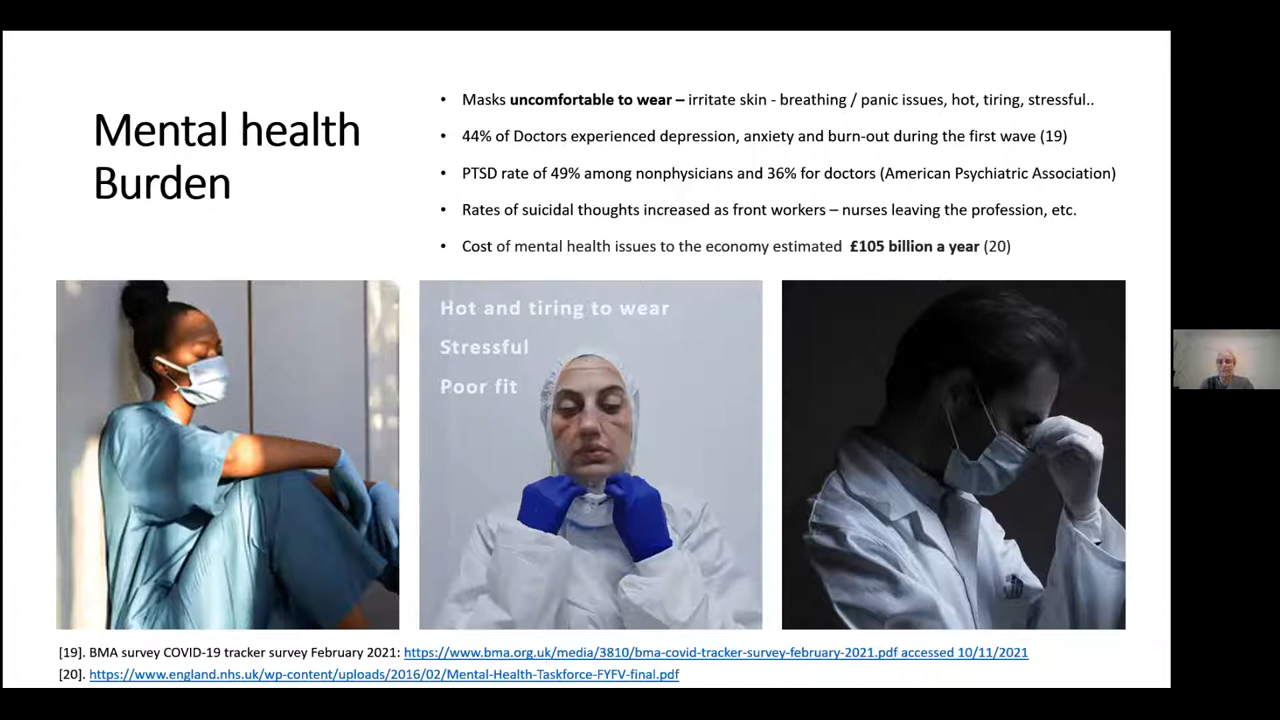 Mental health
Burden
• Masks uncomfortable to wear – irritate skin - breathing / panic issues, hot, tiring, stressful..
• 44% of Doctors experienced depression, anxiety and burn-out during the first wave (19)
• PTSD rate of 49% among nonphysicians and 36% for doctors (American Psychiatric Association)
• Rates of suicidal thoughts increased as front workers – nurses leaving the profession, etc.
• Cost of mental health issues to the economy estimated £105 billion a year (20)
Hot and tiring to wear
Stressful
Poor fit
[19]. BMA survey COVID-19 tracker survey February 2021: https://www.bma.org.uk/media/3810/bma-covid-tracker-survey-february-2021.pdf accessed 10/11/2021
[20]. https://www.england.nhs.uk/wp-content/uploads/2016/02/Mental-Health-Taskforce-FYFV-final.pdf